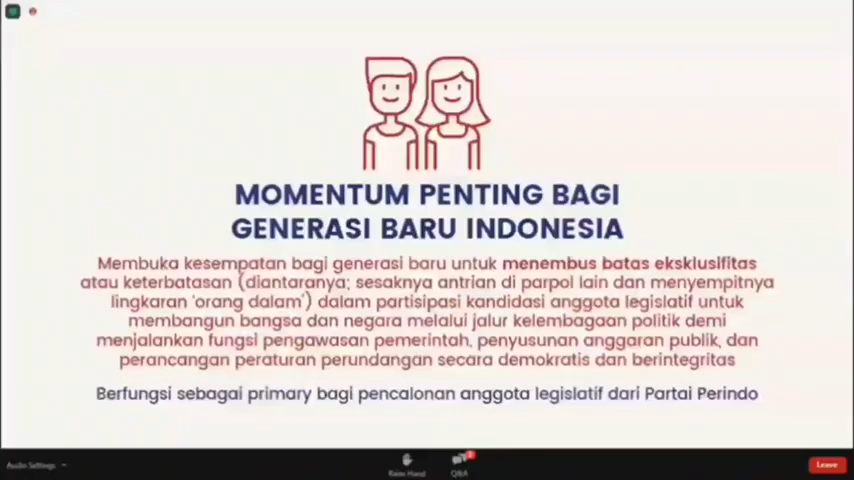 MOMENTUM PENTING BAGI
GENERASI BARU INDONESIA
Membuka kesempatan bagi generasi baru untuk menembus batas eksklusifitas
atau keterbatasan (diantaranya; sesaknya antrian di parpol lain dan menyempitnya
lingkaran 'orang dalam') dalam partisipasi kandidasi anggota legislatif untuk
membangun bangsa dan negara melalui jalur kelembagaan politik demi
menjalankan fungsi pengawasan pemerintah, penyusunan anggaran publik, dan
perancangan peraturan perundangan secara demokratis dan berintegritas
Berfungsi sebagai primary bagi pencalonan anggota legislatif dari Partai Perindo
Audio Settings
Raise Hand
Q&A
Leave